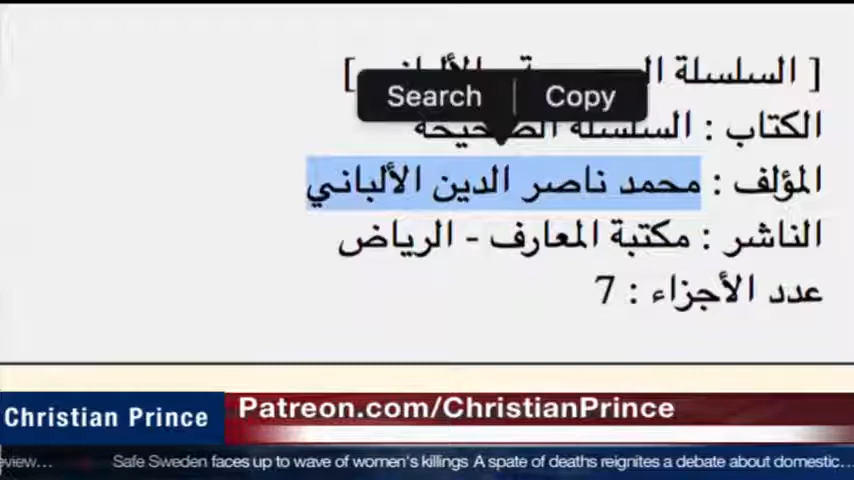 [ السلسلة
Search
Copy
الكتاب : السلسلة الصحيحة
المؤلف : محمد ناصر الدين الألباني
الناشر : مكتبة المعارف - الرياض
عدد الأجزاء : 7
Christian Prince
Patreon.com/ChristianPrince
Safe Sweden faces up to wave of women's killings A spate of deaths reignites a debate about domestic...